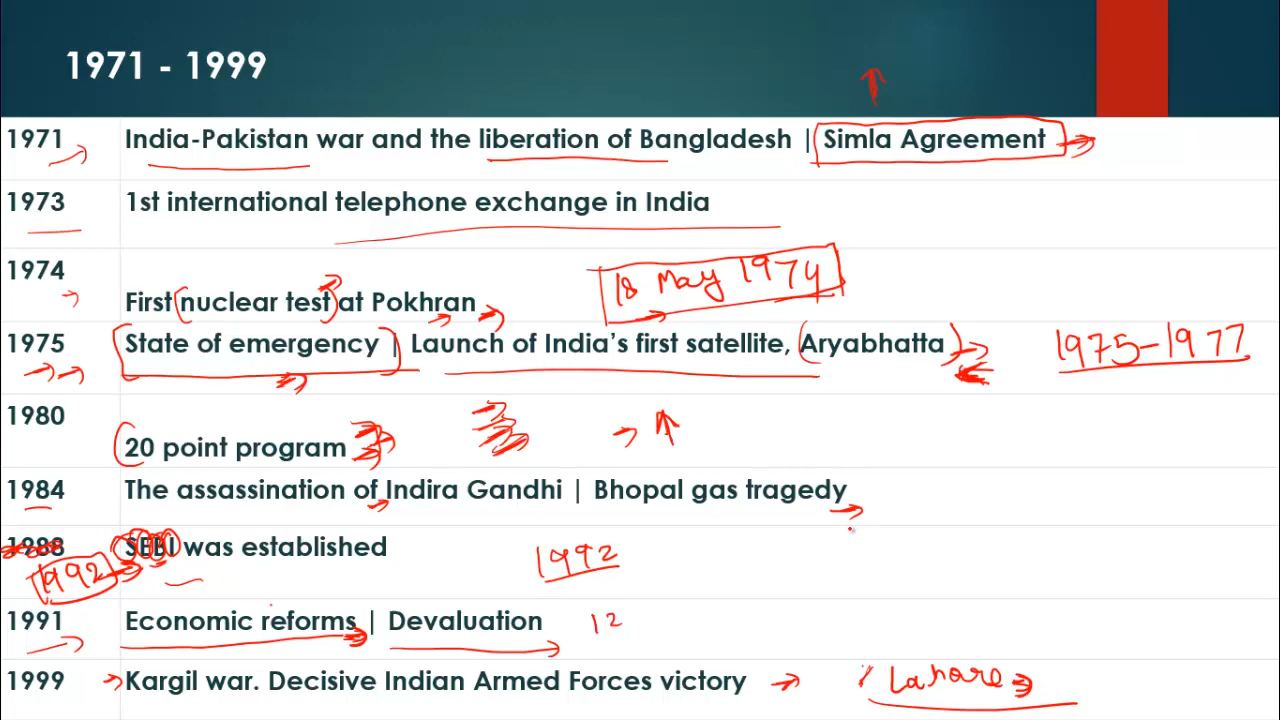 1971 - 1999
1971 India-Pakistan war and the liberation of Bangladesh | Simla Agreement
1973 1st international telephone exchange in India
1974 First nuclear test at Pokhran 18 May 1974
1975 State of emergency | Launch of India's first satellite, Aryabhatta 1975-1977
1980 20 point program
1984 The assassination of Indira Gandhi | Bhopal gas tragedy
1988 SEBI was established 1992
1992
1991 Economic reforms | Devaluation 12
1999 Kargil war. Decisive Indian Armed Forces victory Lahore